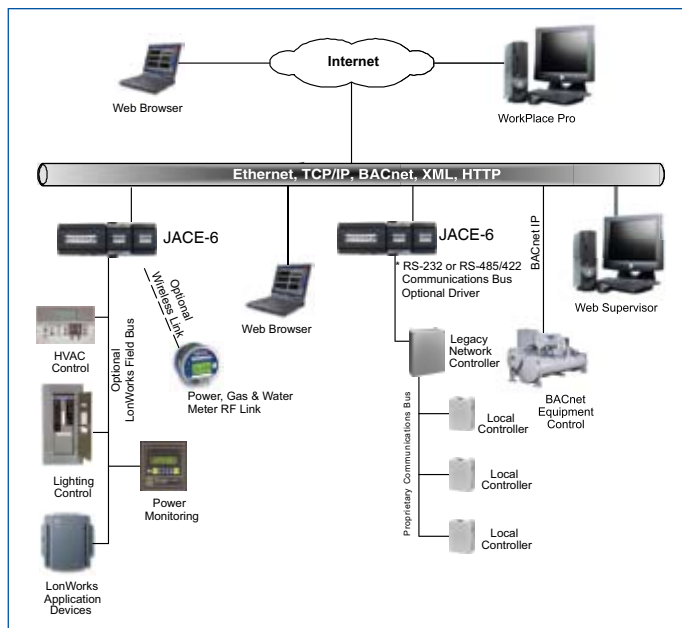 Internet
Web Browser
WorkPlace Pro
Ethernet, TCP/IP, BACnet, XML, HTTP
JACE-6
JACE-6
BACnet IP
* RS-232 or RS-485/422
Communications Bus
Optional Driver
Optional
Wireless Link
Web Browser
Web Supervisor
HVAC
Control
Optional
LonWorks Field Bus
Power, Gas & Water
Meter RF Link
Legacy
Network
Controller
BACnet
Equipment
Control
Proprietary Communications Bus
Local
Controller
Local
Controller
Local
Controller
Lighting
Control
Power
Monitoring
LonWorks
Application
Devices